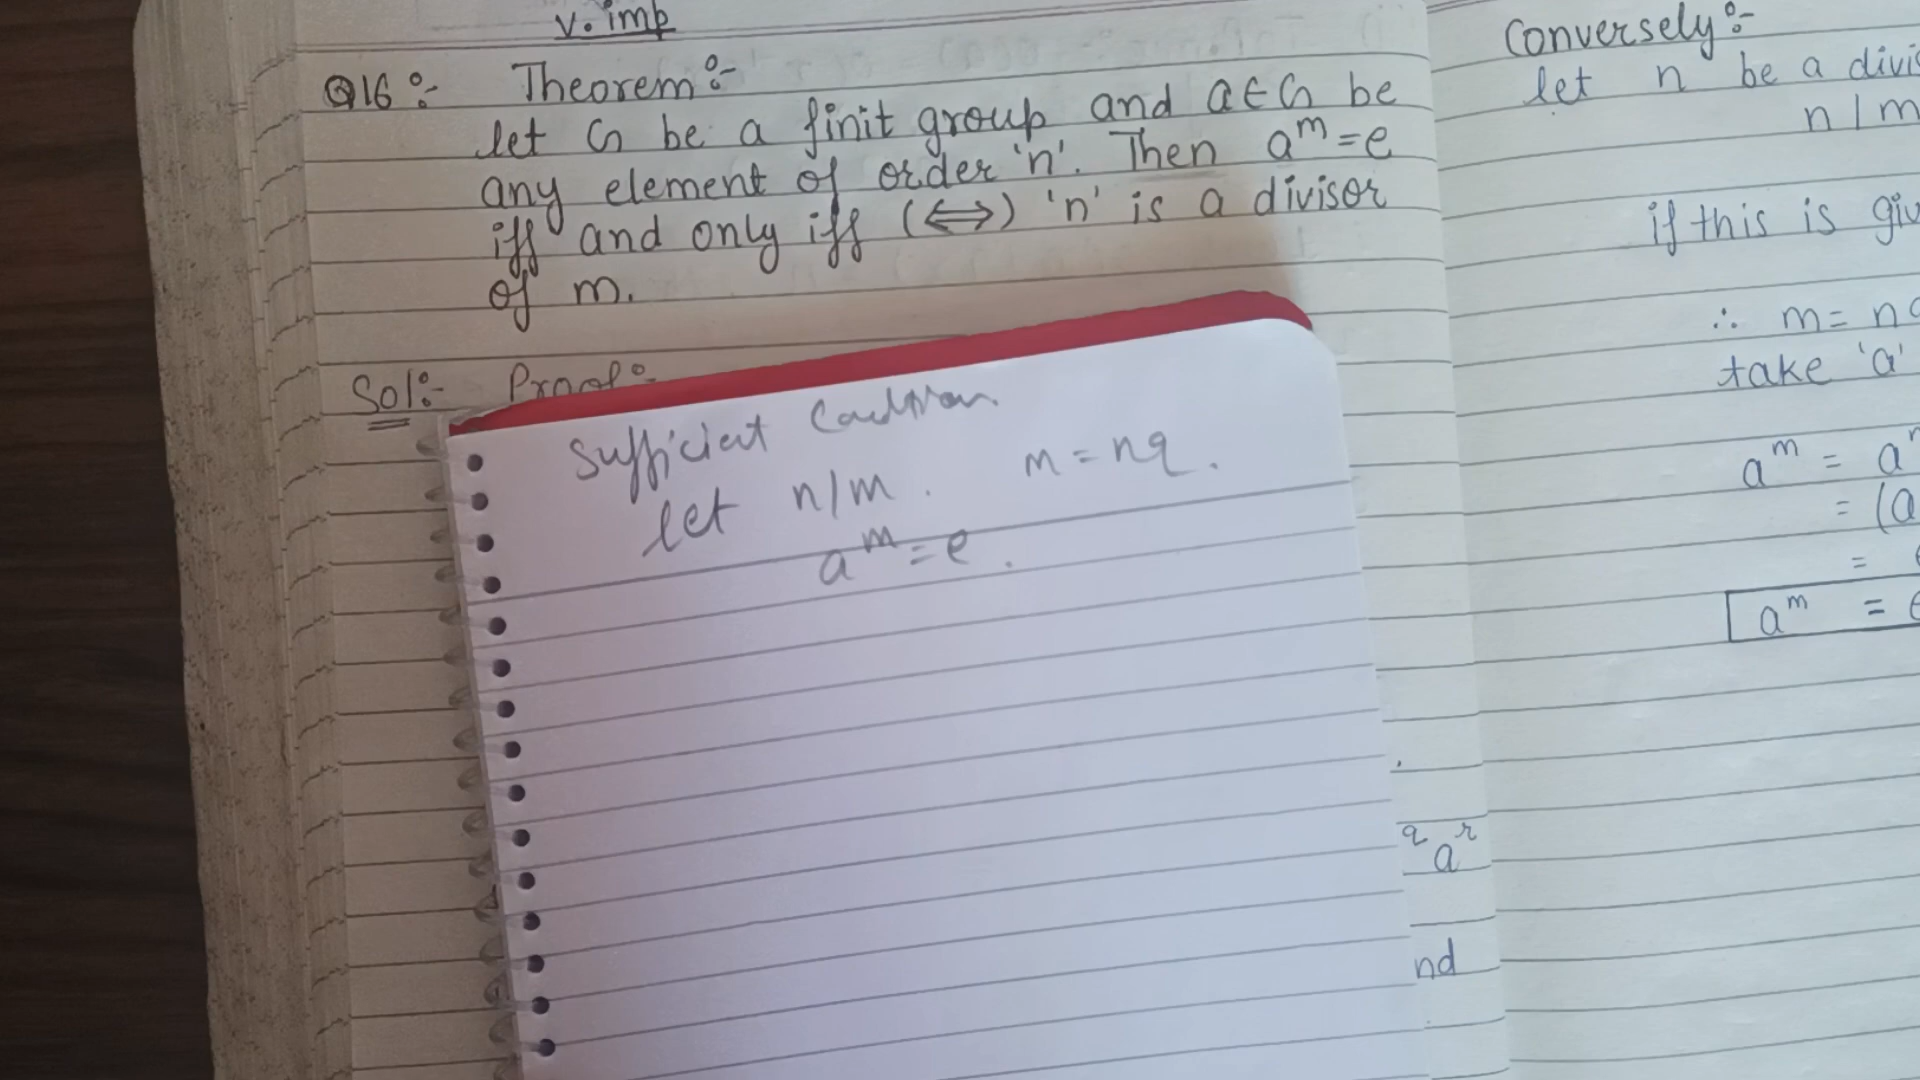 v. imp
Q16 :- Theorem :-
let G be a finit group and a∈G be
any element of order 'n'. Then a^m = e
iff and only iff (⟺) 'n' is a divisor
of m.
Sol :- Proof :-
Sufficient
let n/m . m = nq .
a^m = e .
q a^r
nd
Conversely :-
let n be a
n | m
if this is
∴ m = n
take 'a'
a^m = a
= (a
=
a^m =